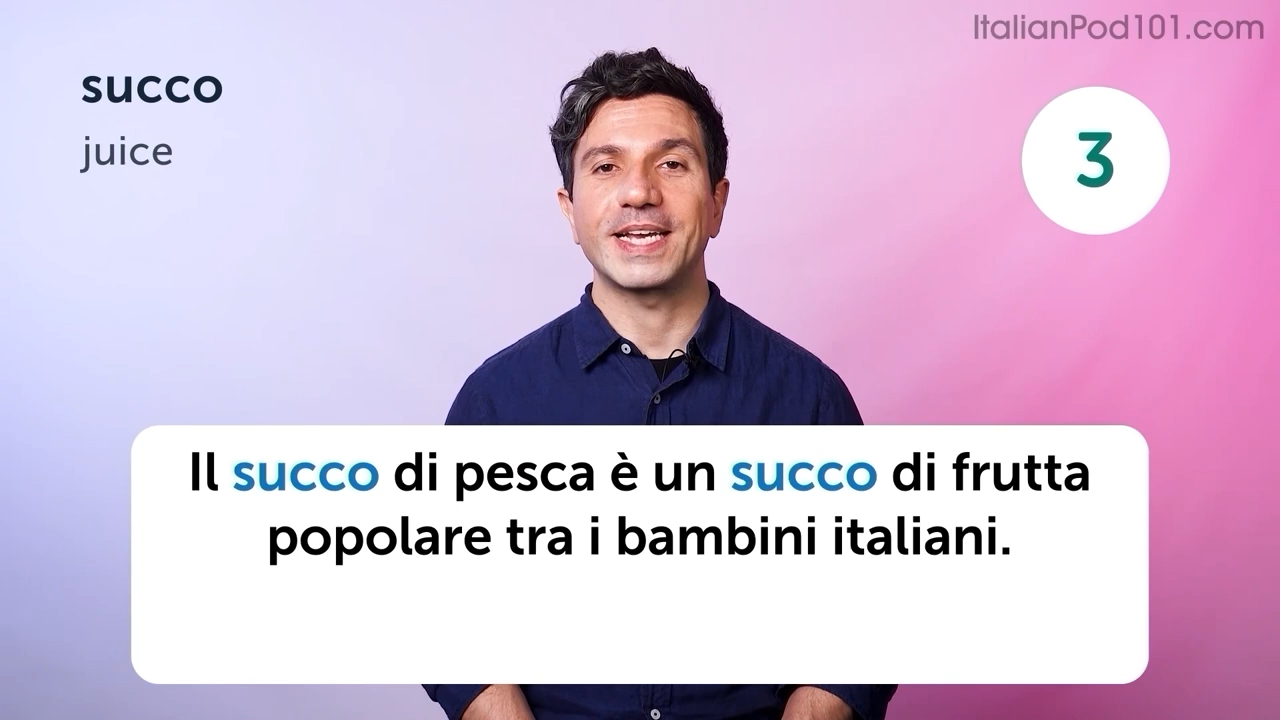 ItalianPod101.com
succo
juice
3
Il succo di pesca è un succo di frutta
popolare tra i bambini italiani.